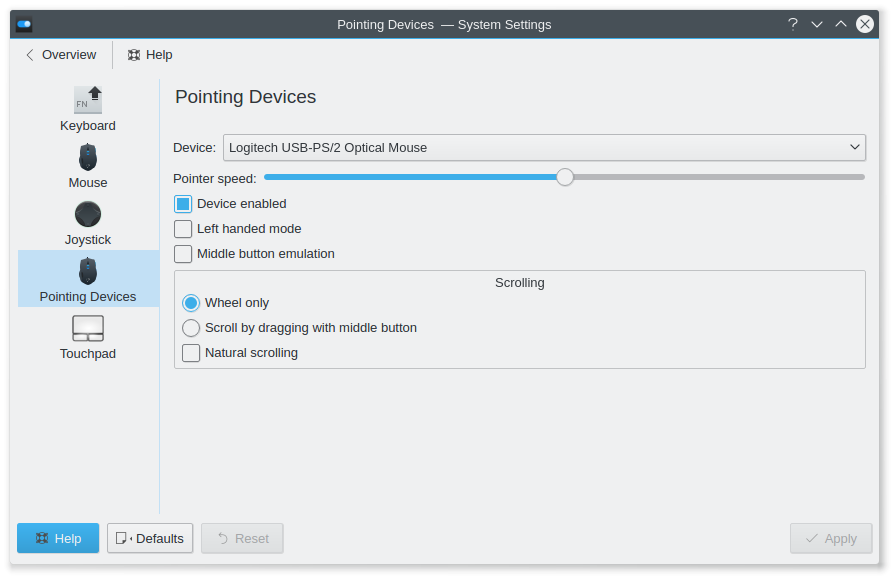 Pointing Devices — System Settings
Overview
Help
FN
Keyboard
Mouse
Joystick
Pointing Devices
Touchpad
Pointing Devices
Device: Logitech USB-PS/2 Optical Mouse
Pointer speed:
Device enabled
Left handed mode
Middle button emulation
Scrolling
Wheel only
Scroll by dragging with middle button
Natural scrolling
Help
Defaults
Reset
Apply